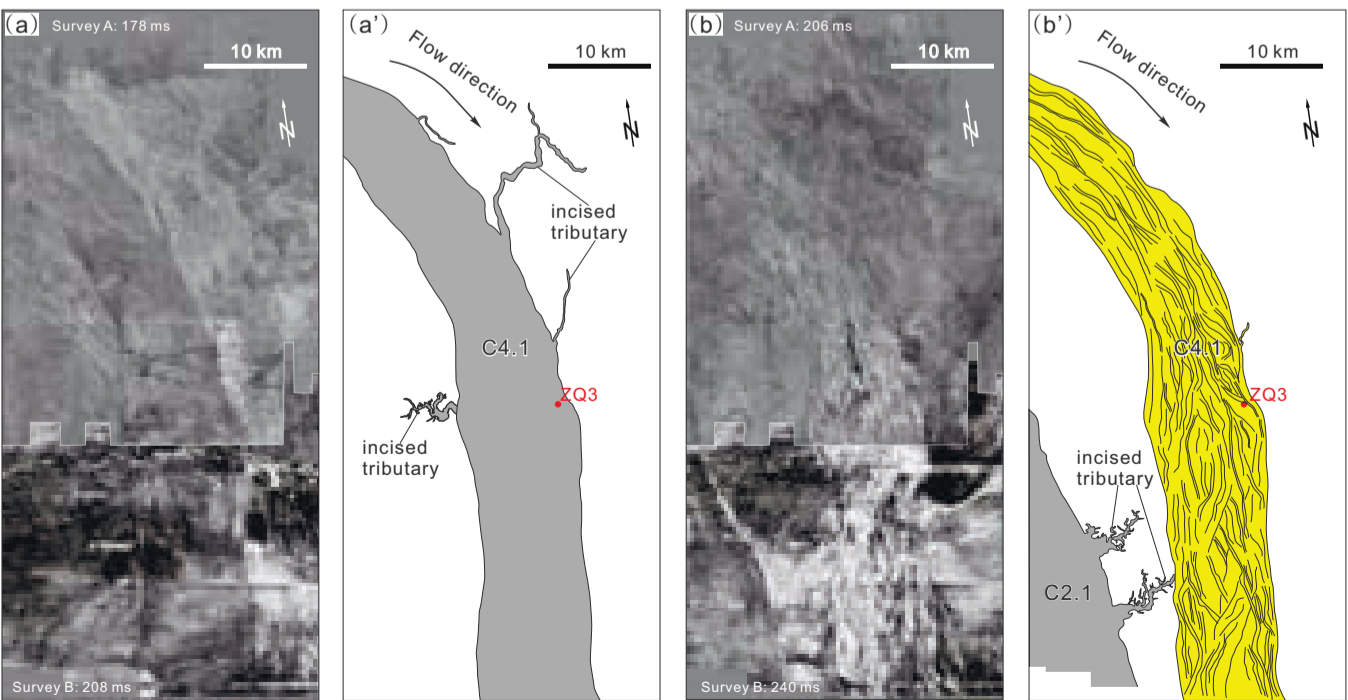 (a) Survey A: 178 ms
10 km
N
Survey B: 208 ms
(a')
Flow direction
10 km
N
incised
tributary
C4.1
ZQ3
incised
tributary
(b) Survey A: 206 ms
10 km
N
Survey B: 240 ms
(b')
Flow direction
10 km
N
C4.1
ZQ3
incised
tributary
C2.1